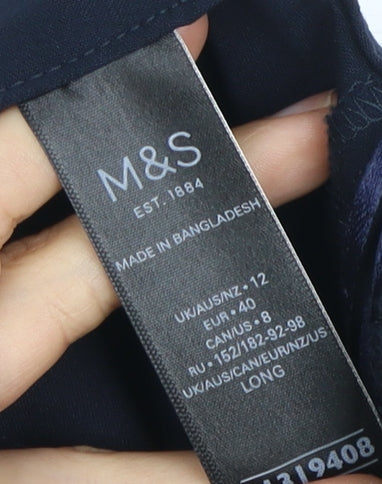 M&S
EST. 1884
MADE IN BANGLADESH
UK/AUS/NZ • 12
EUR • 40
CAN/US • 8
RU • 152/182-92-98
UK/AUS/CAN/EUR/NZ/US
LONG